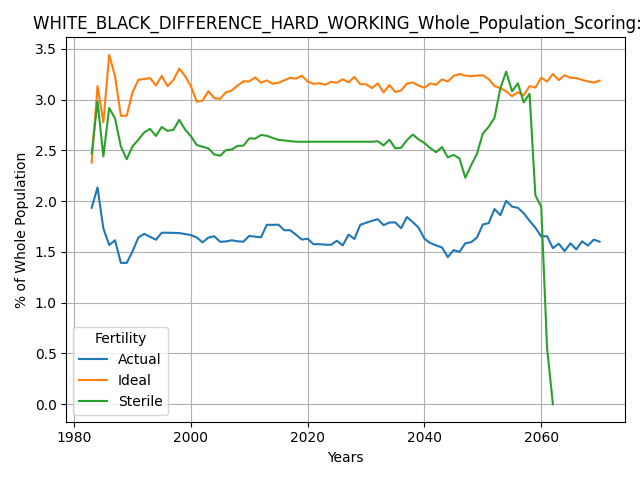 WHITE_BLACK_DIFFERENCE_HARD_WORKING_Whole_Population_Scoring:
% of Whole Population
3.5
3.0
2.5
2.0
1.5
1.0
0.5
0.0
Fertility
Actual
Ideal
Sterile
1980
2000
2020
2040
2060
Years